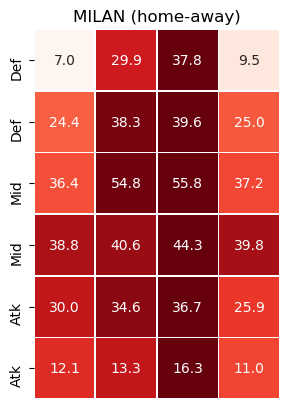 MILAN (home-away)
Def 7.0 29.9 37.8 9.5
Def 24.4 38.3 39.6 25.0
Mid 36.4 54.8 55.8 37.2
Mid 38.8 40.6 44.3 39.8
Atk 30.0 34.6 36.7 25.9
Atk 12.1 13.3 16.3 11.0